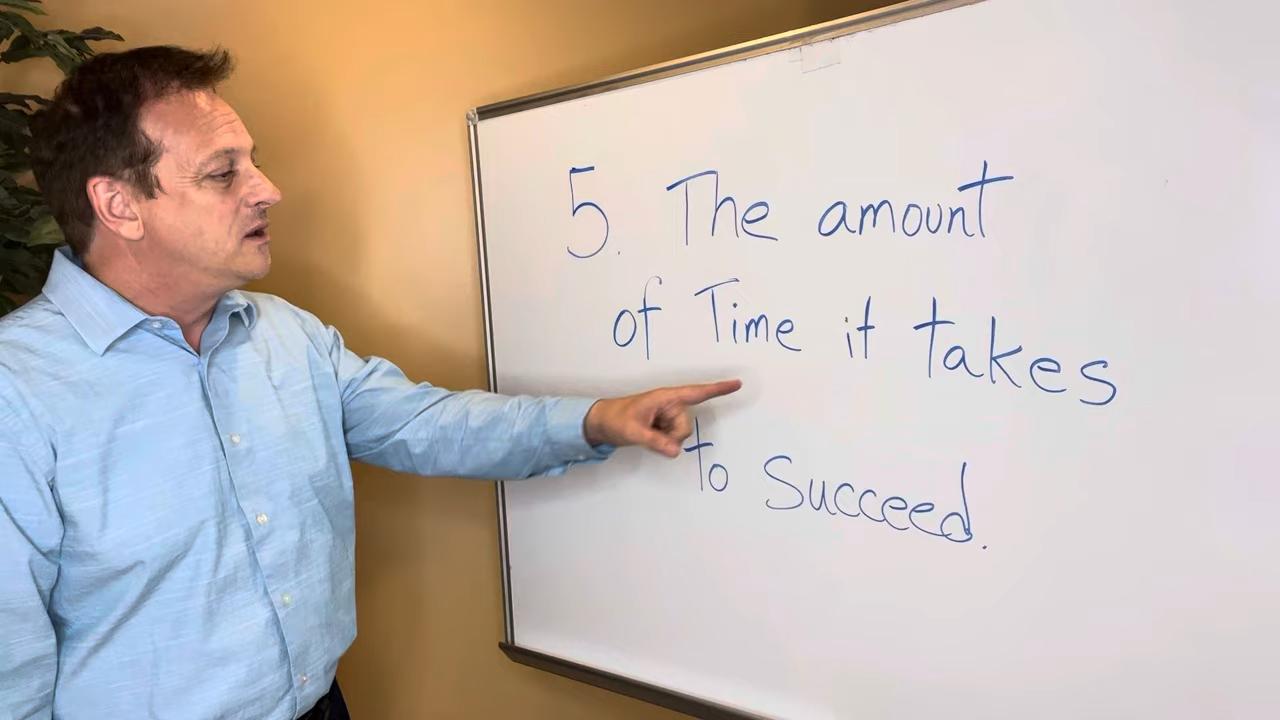 5. The amount
of Time it takes
to Succeed.